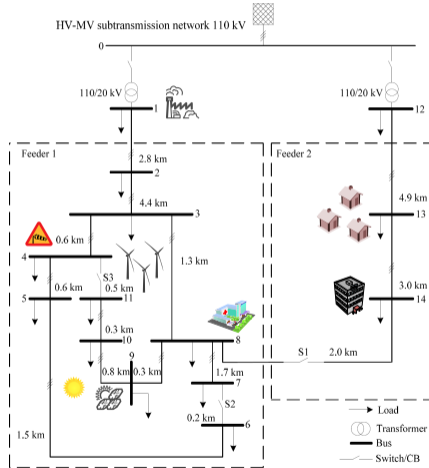 HV-MV subtransmission network 110 kV
0
110/20 kV
110/20 kV
1
12
Feeder 1
Feeder 2
2.8 km
2
4.4 km
4.9 km
3
13
0.6 km
1.3 km
4
S3
3.0 km
0.6 km
0.5 km
5
11
14
0.3 km
8
10
S1
2.0 km
9
0.8 km
0.3 km
1.7 km
7
S2
0.2 km
6
1.5 km
Load
Transformer
Bus
Switch/CB